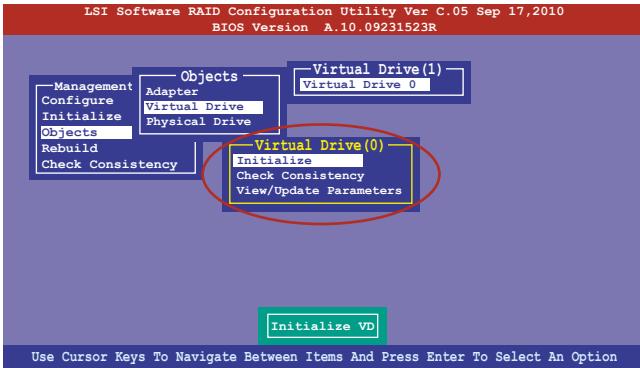 LSI Software RAID Configuration Utility Ver C.05 Sep 17,2010
BIOS Version A.10.09231523R
Management
Configure
Initialize
Objects
Rebuild
Check Consistency
Objects
Adapter
Virtual Drive
Physical Drive
Virtual Drive(1)
Virtual Drive 0
Virtual Drive(0)
Initialize
Check Consistency
View/Update Parameters
Initialize VD
Use Cursor Keys To Navigate Between Items And Press Enter To Select An Option